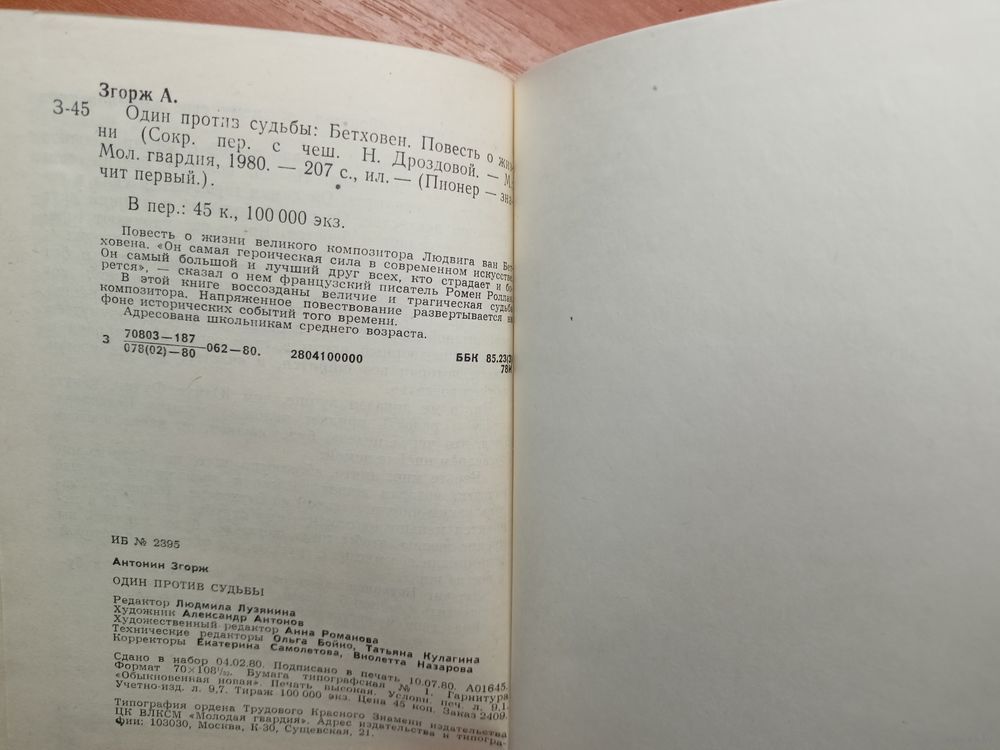 Згорж А.
З-45
Один против судьбы: Бетховен. Повесть о жиз-
ни (Сокр. пер. с чеш. Н. Дроздовой. — М.:
Мол. гвардия, 1980. — 207 с., ил. — (Пионер — зна-
чит первый.).
В пер.: 45 к., 100 000 экз.
Повесть о жизни великого композитора Людвига ван Бет-
ховена. «Он самая героическая сила в современном искусстве.
Он самый большой и лучший друг всех, кто страдает и бо-
рется», — сказал о нем французский писатель Ромен Роллан.
В этой книге воссозданы величие и трагическая судьба
композитора. Напряженное повествование развертывается на
фоне исторических событий того времени.
Адресована школьникам среднего возраста.
З 70803—187
078(02)—80 —062—80. 2804100000 ББК 85.23(3)
78И
ИБ № 2395
Антонин Згорж
ОДИН ПРОТИВ СУДЬБЫ
Редактор Людмила Лузянина
Художник Александр Антонов
Художественный редактор Анна Романова
Технические редакторы Ольга Бойко, Татьяна Кулагина
Корректоры Екатерина Самолетова, Виолетта Назарова
Сдано в набор 04.02.80. Подписано в печать 10.07.80. А01645.
Формат 70×108 1/32. Бумага типографская № 1. Гарнитура
«Обыкновенная новая». Печать высокая. Условн. печ. л. 9,1.
Учетно-изд. л. 9,7. Тираж 100 000 экз. Цена 45 коп. Заказ 2409.
Типография ордена Трудового Красного Знамени издательства
ЦК ВЛКСМ «Молодая гвардия». Адрес издательства и типогра-
фии: 103030, Москва, К-30, Сущевская, 21.